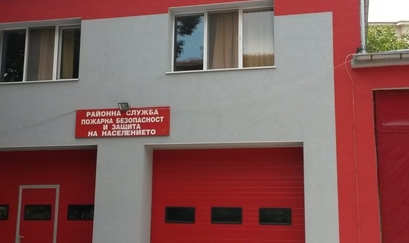 РАЙОННА СЛУЖБА
ПОЖАРНА БЕЗОПАСНОСТ
И ЗАЩИТА
НА НАСЕЛЕНИЕТО